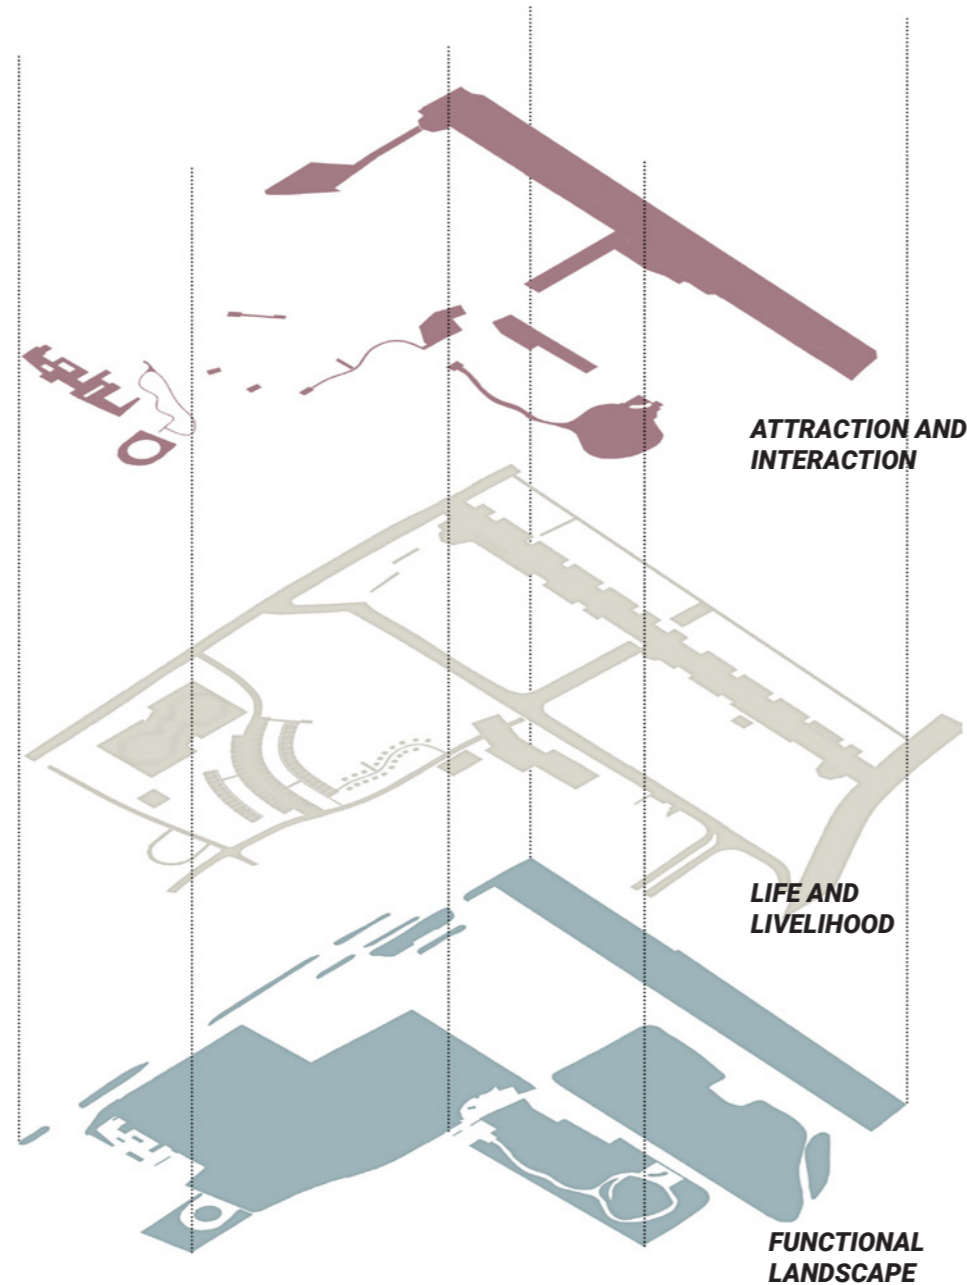 ATTRACTION AND
INTERACTION
LIFE AND
LIVELIHOOD
FUNCTIONAL
LANDSCAPE